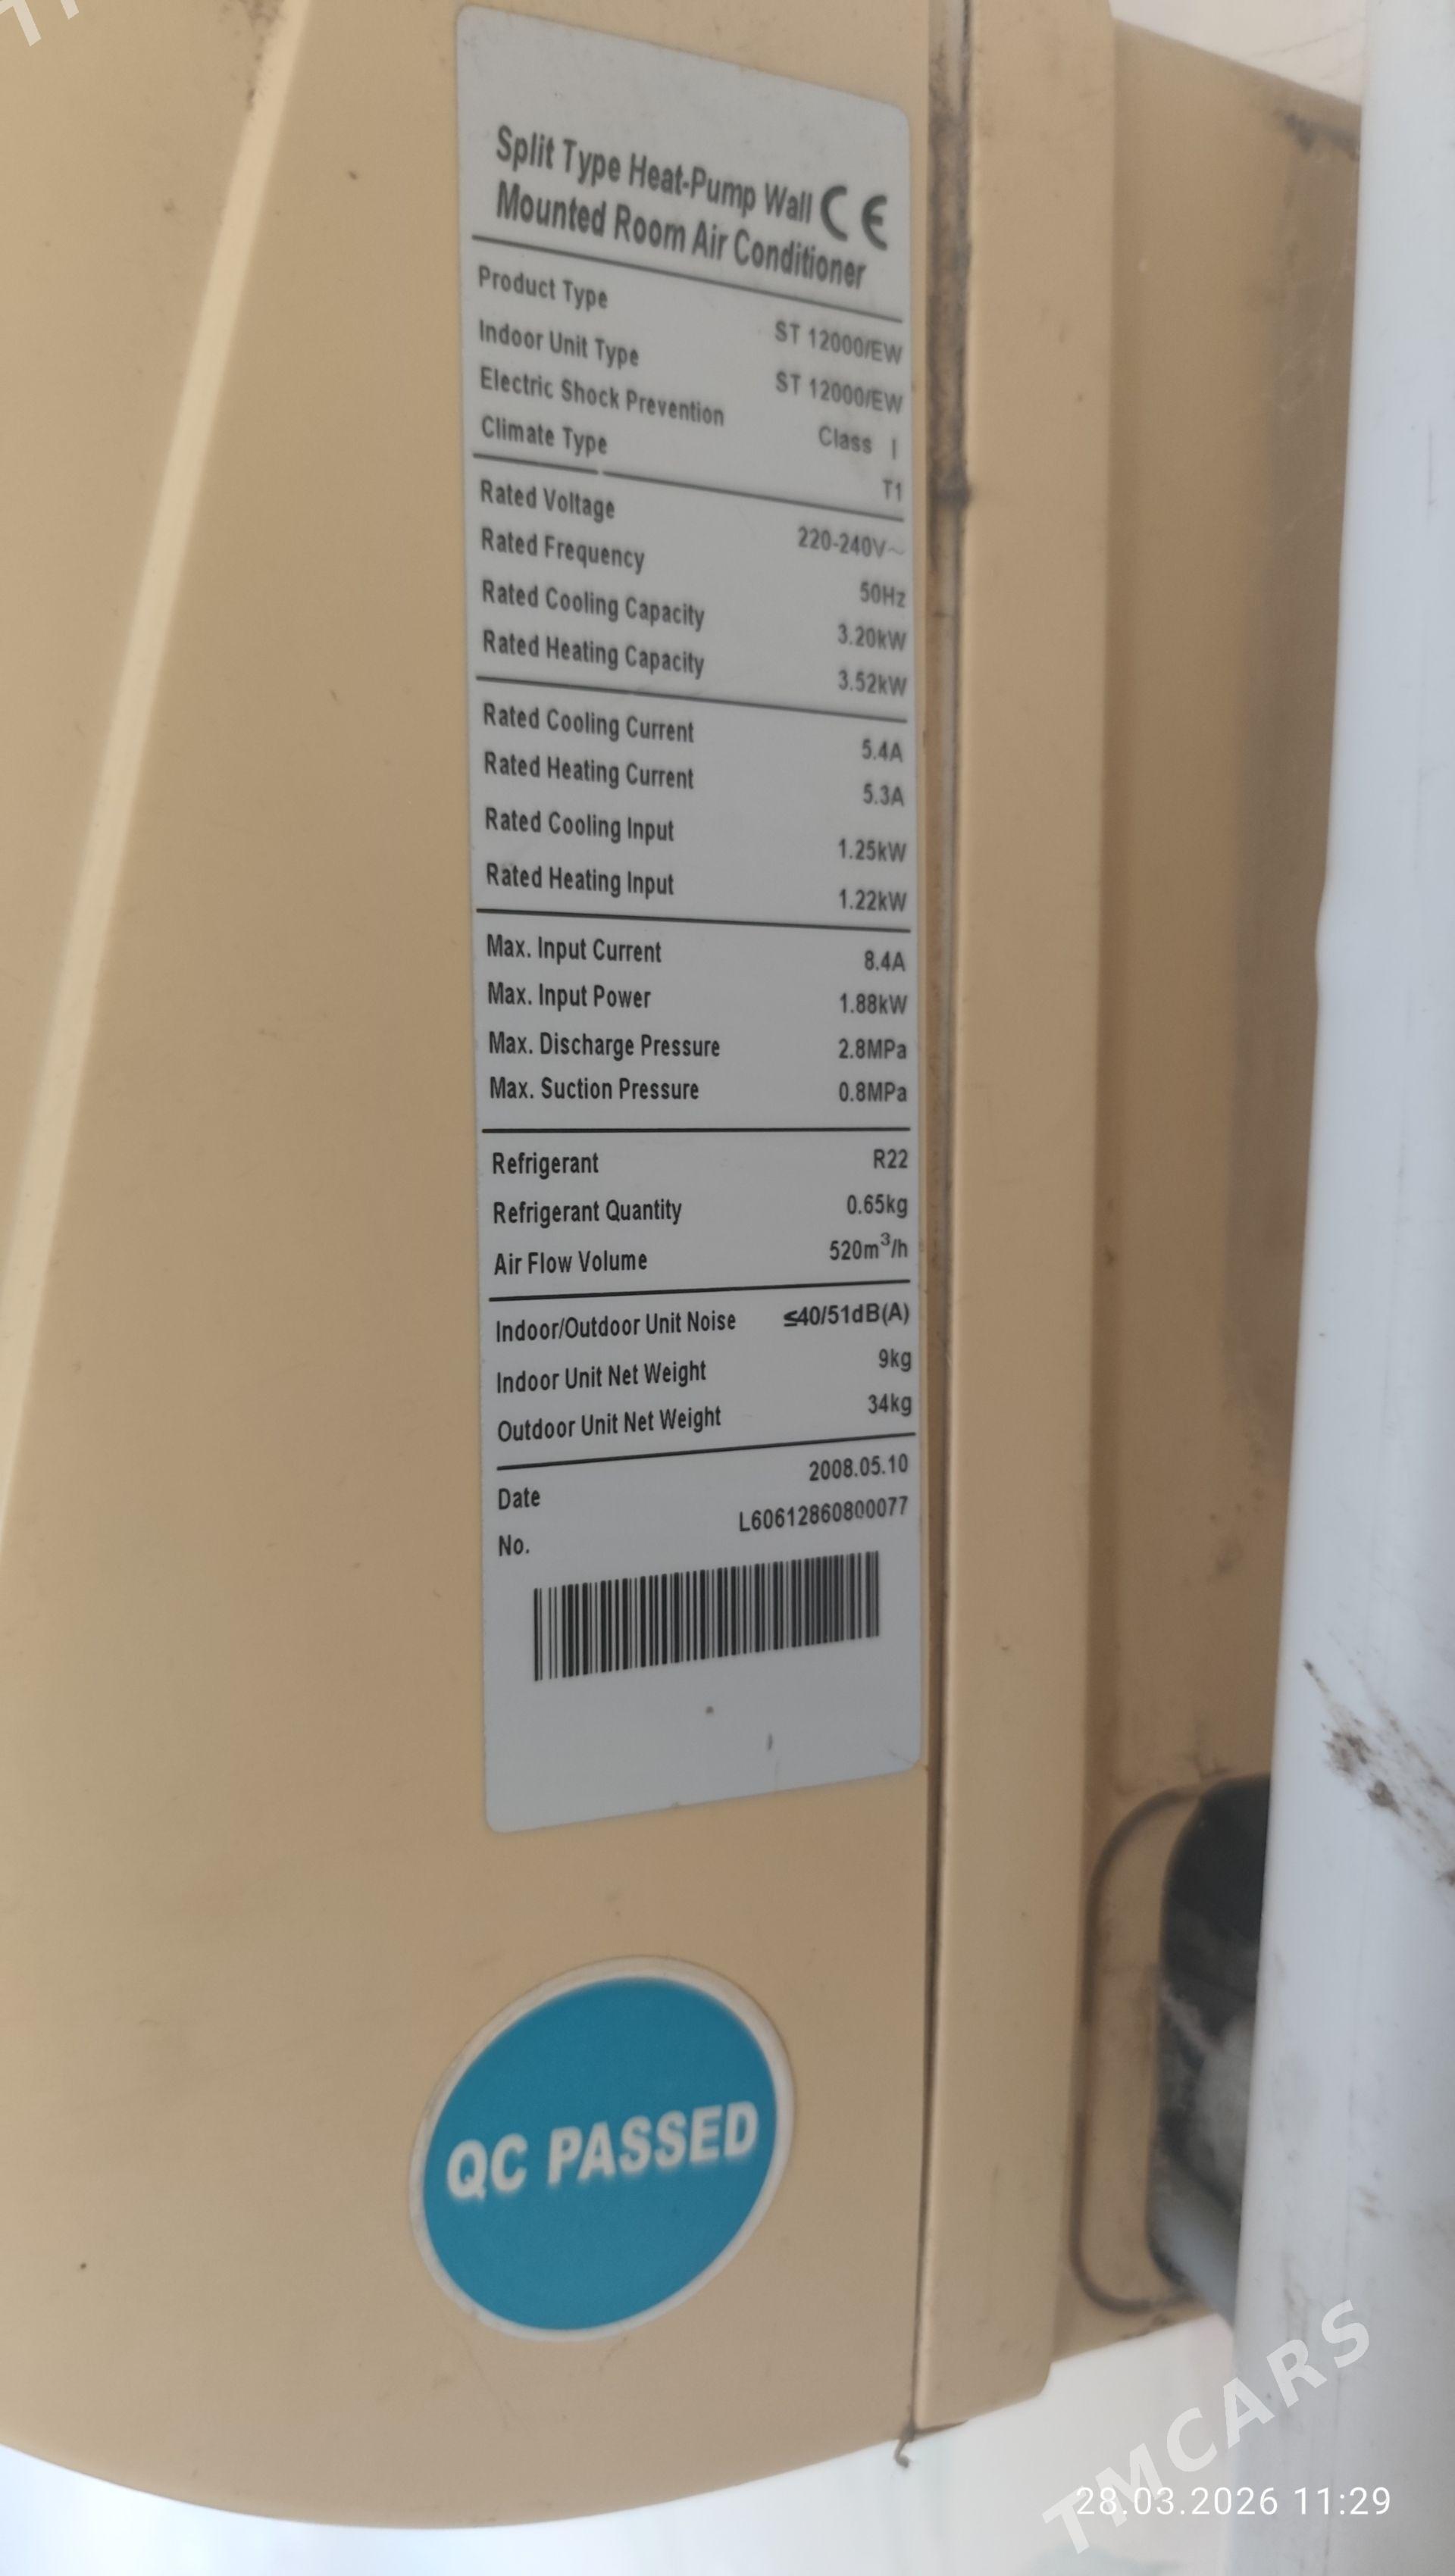 Split Type Heat-Pump Wall CE
Mounted Room Air Conditioner
Product Type ST 12000/EW
Indoor Unit Type ST 12000/EW
Electric Shock Prevention Class I
Climate Type T1
Rated Voltage 220-240V~
Rated Frequency 50Hz
Rated Cooling Capacity 3.20kW
Rated Heating Capacity 3.52kW
Rated Cooling Current 5.4A
Rated Heating Current 5.3A
Rated Cooling Input 1.25kW
Rated Heating Input 1.22kW
Max. Input Current 8.4A
Max. Input Power 1.88kW
Max. Discharge Pressure 2.8MPa
Max. Suction Pressure 0.8MPa
Refrigerant R22
Refrigerant Quantity 0.65kg
Air Flow Volume 520m³/h
Indoor/Outdoor Unit Noise ≤40/51dB(A)
Indoor Unit Net Weight 9kg
Outdoor Unit Net Weight 34kg
Date 2008.05.10
No. L60612860800077
QC PASSED
TMCARS
28.03.2026 11:29